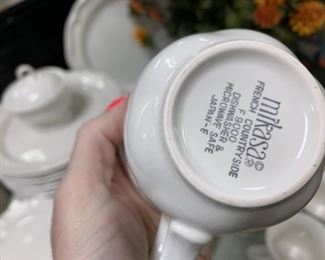 mikasa®
FRENCH COUNTRYSIDE
F 9000
DISHWASHER &
MICROWAVE SAFE
JAPAN-E